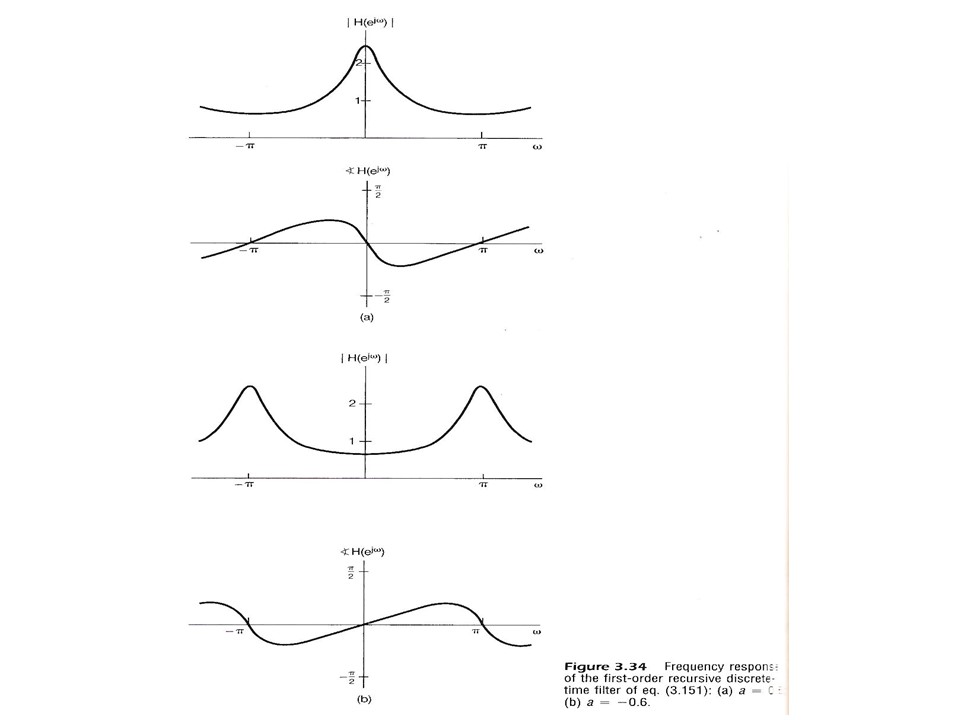 | H(e^jω) |
2
1
−π
π
ω
∢ H(e^jω)
π/2
−π
π
ω
−π/2
(a)
| H(e^jω) |
2
1
−π
π
ω
∢ H(e^jω)
π/2
−π
π
ω
−π/2
(b)
Figure 3.34 Frequency
of the first-order recursive discrete-
time filter of eq. (3.151): (a) a =
(b) a = −0.6.